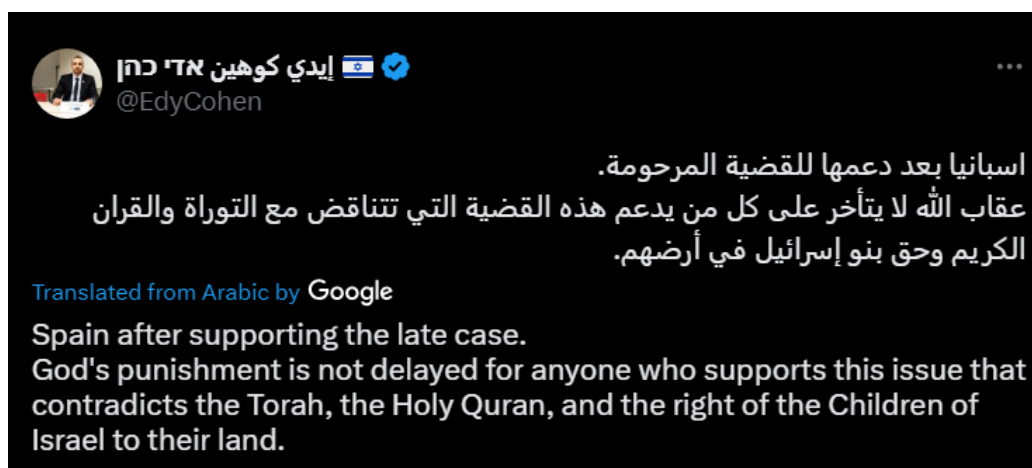 إيدي كوهين אדי כהן 🇮🇱
@EdyCohen
اسبانيا بعد دعمها للقضية المرحومة.
عقاب الله لا يتأخر على كل من يدعم هذه القضية التي تتناقض مع التوراة والقران
الكريم وحق بنو إسرائيل في أرضهم.
Translated from Arabic by Google
Spain after supporting the late case.
God's punishment is not delayed for anyone who supports this issue that
contradicts the Torah, the Holy Quran, and the right of the Children of
Israel to their land.